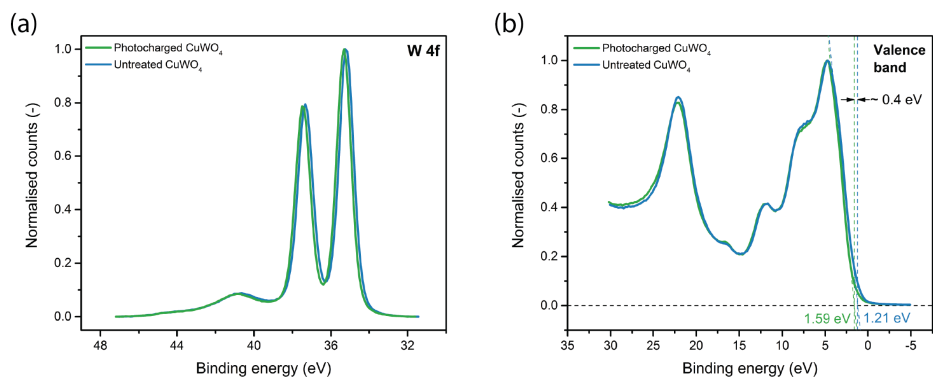 (a)
Photocharged CuWO₄
Untreated CuWO₄
W 4f
Normalised counts (-)
1.0
0.8
0.6
0.4
0.2
0.0
48
44
40
36
32
Binding energy (eV)
(b)
Photocharged CuWO₄
Untreated CuWO₄
Valence
band
~ 0.4 eV
Normalised counts (-)
1.0
0.8
0.6
0.4
0.2
0.0
1.59 eV
1.21 eV
35
30
25
20
15
10
5
0
-5
Binding energy (eV)